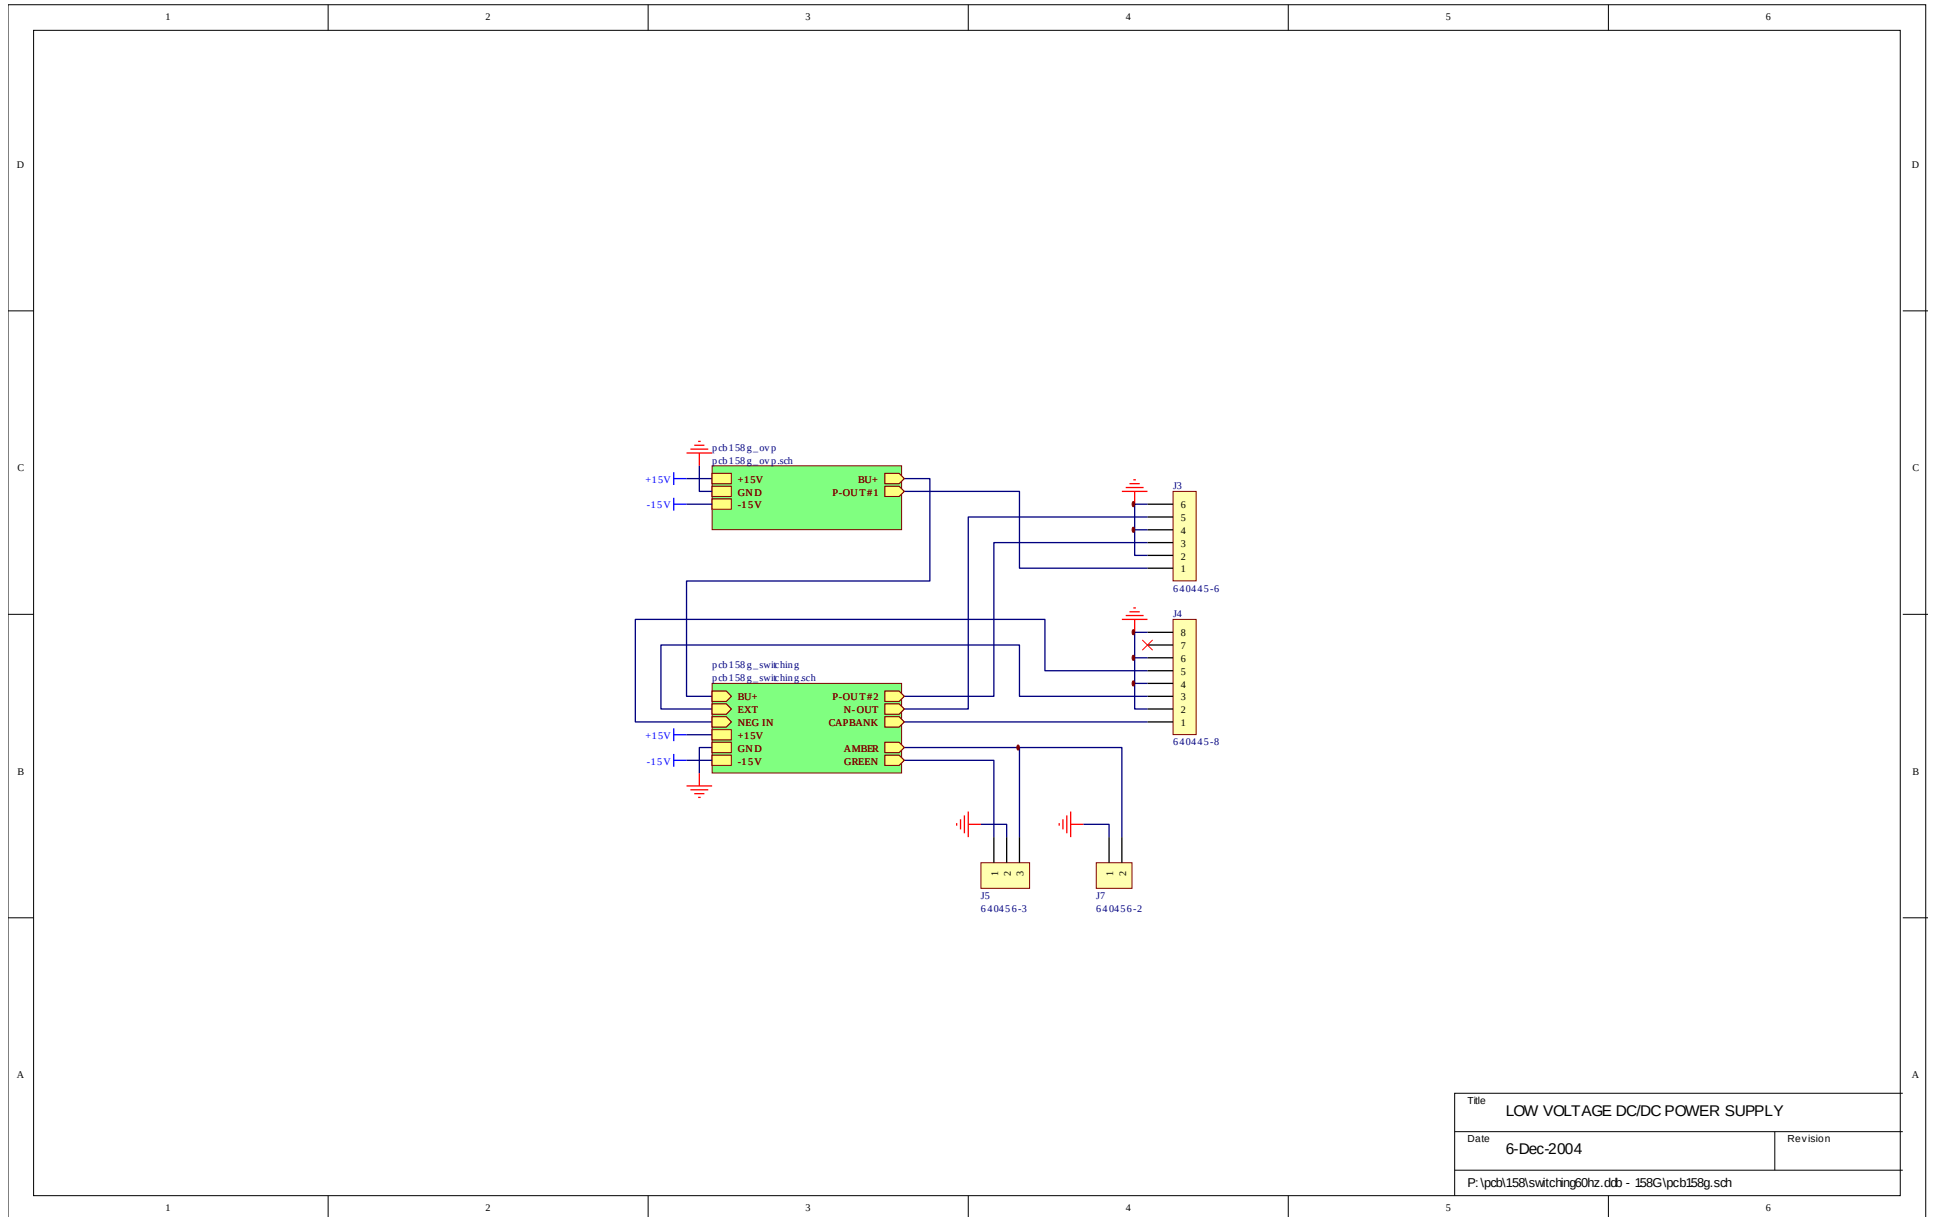 1 2 3 4 5 6
D D
C C
B B
A A
pcb158g_ovp
pcb158g_ovp.sch
+15V +15V BU+
GND P-OUT#1
-15V -15V
J3
6
5
4
3
2
1
640445-6
J4
8
7
6
5
4
3
2
1
640445-8
pcb158g_switching
pcb158g_switching.sch
BU+ P-OUT#2
EXT N-OUT
NEG IN CAPBANK
+15V +15V
GND AMBER
-15V -15V GREEN
1 2 3
J5
640456-3
1 2
J7
640456-2
Title LOW VOLTAGE DC/DC POWER SUPPLY
Date 6-Dec-2004 Revision
P:\pcb\158\switching60hz.ddb - 158G\pcb158g.sch
1 2 3 4 5 6